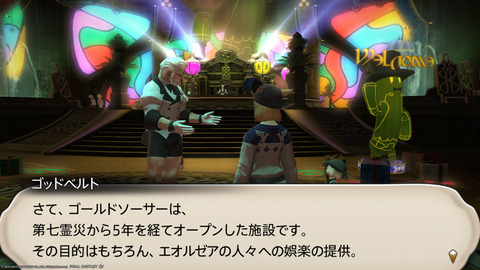 Welcome
ゴッドベルト
さて、ゴールドソーサーは、
第七霊災から5年を経てオープンした施設です。
その目的はもちろん、エオルゼアの人々への娯楽の提供。